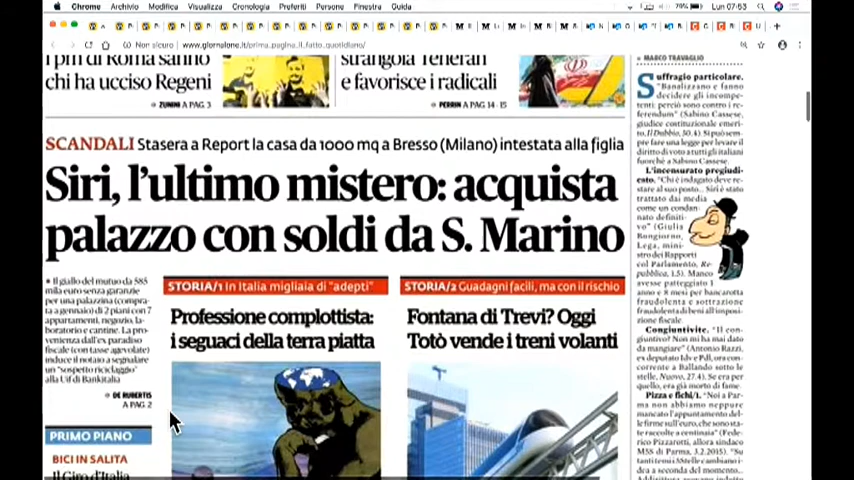 Chrome Archivio Modifica Visualizza Cronologia Preferiti Persone Finestra Guida
79% Lun 07:53
Non sicuro www.giornalone.it/prima_pagina_il_fatto_quotidiano/
I pm di Roma sanno
chi ha ucciso Regeni
ZUNINI A PAG 3
strangola Teheran
e favorisce i radicali
PERRIN A PAG 14 - 15
SCANDALI Stasera a Report la casa da 1000 mq a Bresso (Milano) intestata alla figlia
Siri, l'ultimo mistero: acquista
palazzo con soldi da S. Marino
Il giallo del mutuo da 585
mila euro senza garanzie
per una palazzina (compra-
ta a gennaio) di 2 piani con 7
appartamenti, negozio, la-
boratorio e cantine. La pro-
venienza dall'ex paradiso
fiscale (con tasse agevolate)
induce il notaio a segnalare
un "sospetto riciclaggio"
alla Uif di Bankitalia
DE RUBERTIS
A PAG 2
PRIMO PIANO
BICI IN SALITA
Il Giro d'Italia
STORIA/1 In Italia migliaia di "adepti"
Professione complottista:
i seguaci della terra piatta
STORIA/2 Guadagni facili, ma con il rischio
Fontana di Trevi? Oggi
Totò vende i treni volanti
MARCO TRAVAGLIO
Suffragio particolare.
"Banalizzano e fanno
decidere gli incompe-
tenti: perciò sono contro i re-
ferendum" (Sabino Cassese,
giudice costituzionale emeri-
to, Il Dubbio, 30.4). Si può sem-
pre fare una legge per levare il
diritto di voto a tutti gli italiani
fuorché a Sabino Cassese.
L'incensurato pregiudi-
cato. "Chi è indagato deve re-
stare al suo posto... Siri è stato
trattato dai media
come un condan-
nato definiti-
vo" (Giulia
Bongiorno,
Lega, mini-
stro dei Rapporti
col Parlamento, Re-
pubblica, 1.5). Manco
avesse patteggiato 1
anno e 8 mesi per bancarotta
fraudolenta e sottrazione
fraudolenta di beni all'imposi-
zione fiscale.
Congiuntivite. "Il con-
giuntivo? Non mi ha mai dato
da mangiare" (Antonio Razzi,
ex deputato Idv e Pdl, ora con-
corrente a Ballando sotto le
stelle, Nuovo, 27.4). Se era per
quello, era già morto di fame.
Pizza e fichi/1. "Noi a Par-
ma non abbiamo neppure
mancato l'appuntamento del-
le firme sull'euro, che sono sta-
te raccolte a centinaia" (Fede-
rico Pizzarotti, allora sindaco
M5S di Parma, 3.2.2015). "Su
tanti temi i 5Stelle cambiano i-
dea a seconda del momento...